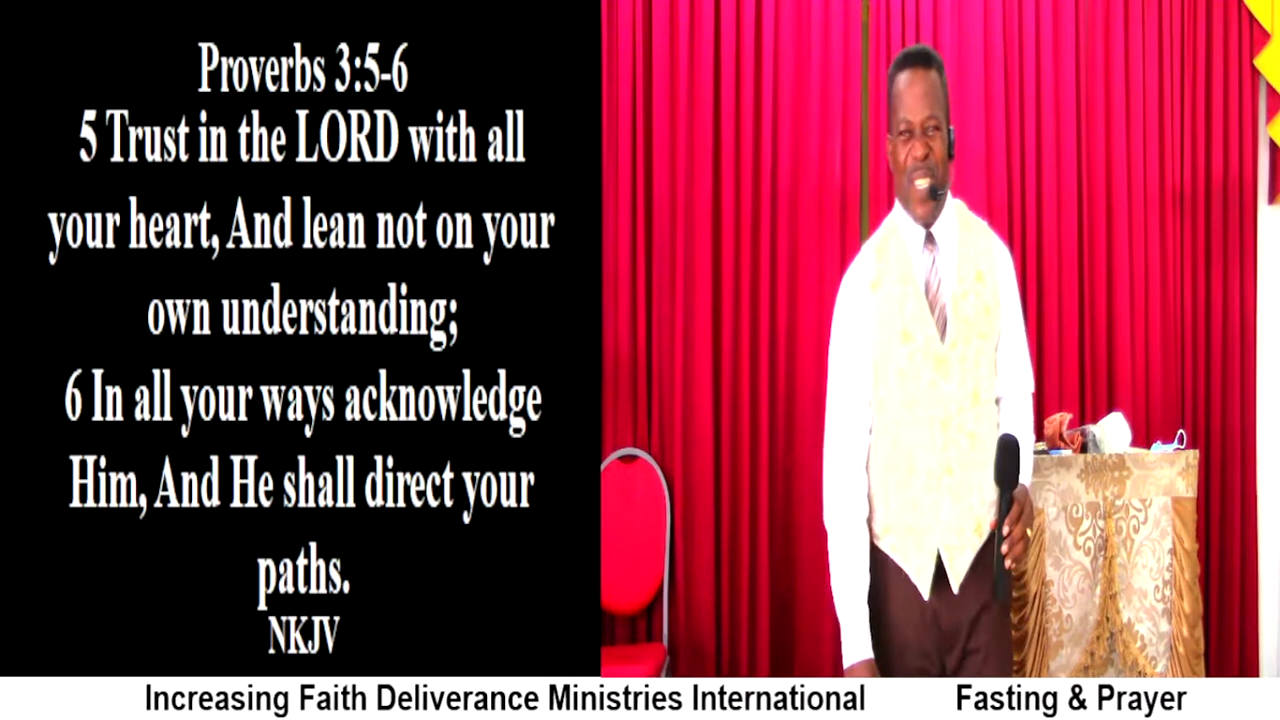 Proverbs 3:5-6
5 Trust in the LORD with all
your heart, And lean not on your
own understanding;
6 In all your ways acknowledge
Him, And He shall direct your
paths.
NKJV
Increasing Faith Deliverance Ministries International Fasting & Prayer